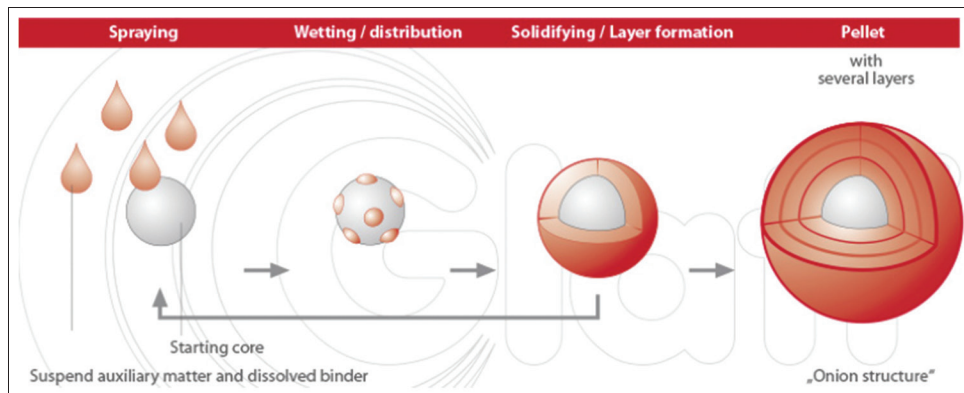 Spraying
Wetting / distribution
Solidifying / Layer formation
Pellet
with
several layers
Starting core
Suspend auxiliary matter and dissolved binder
„Onion structure“
Glatt